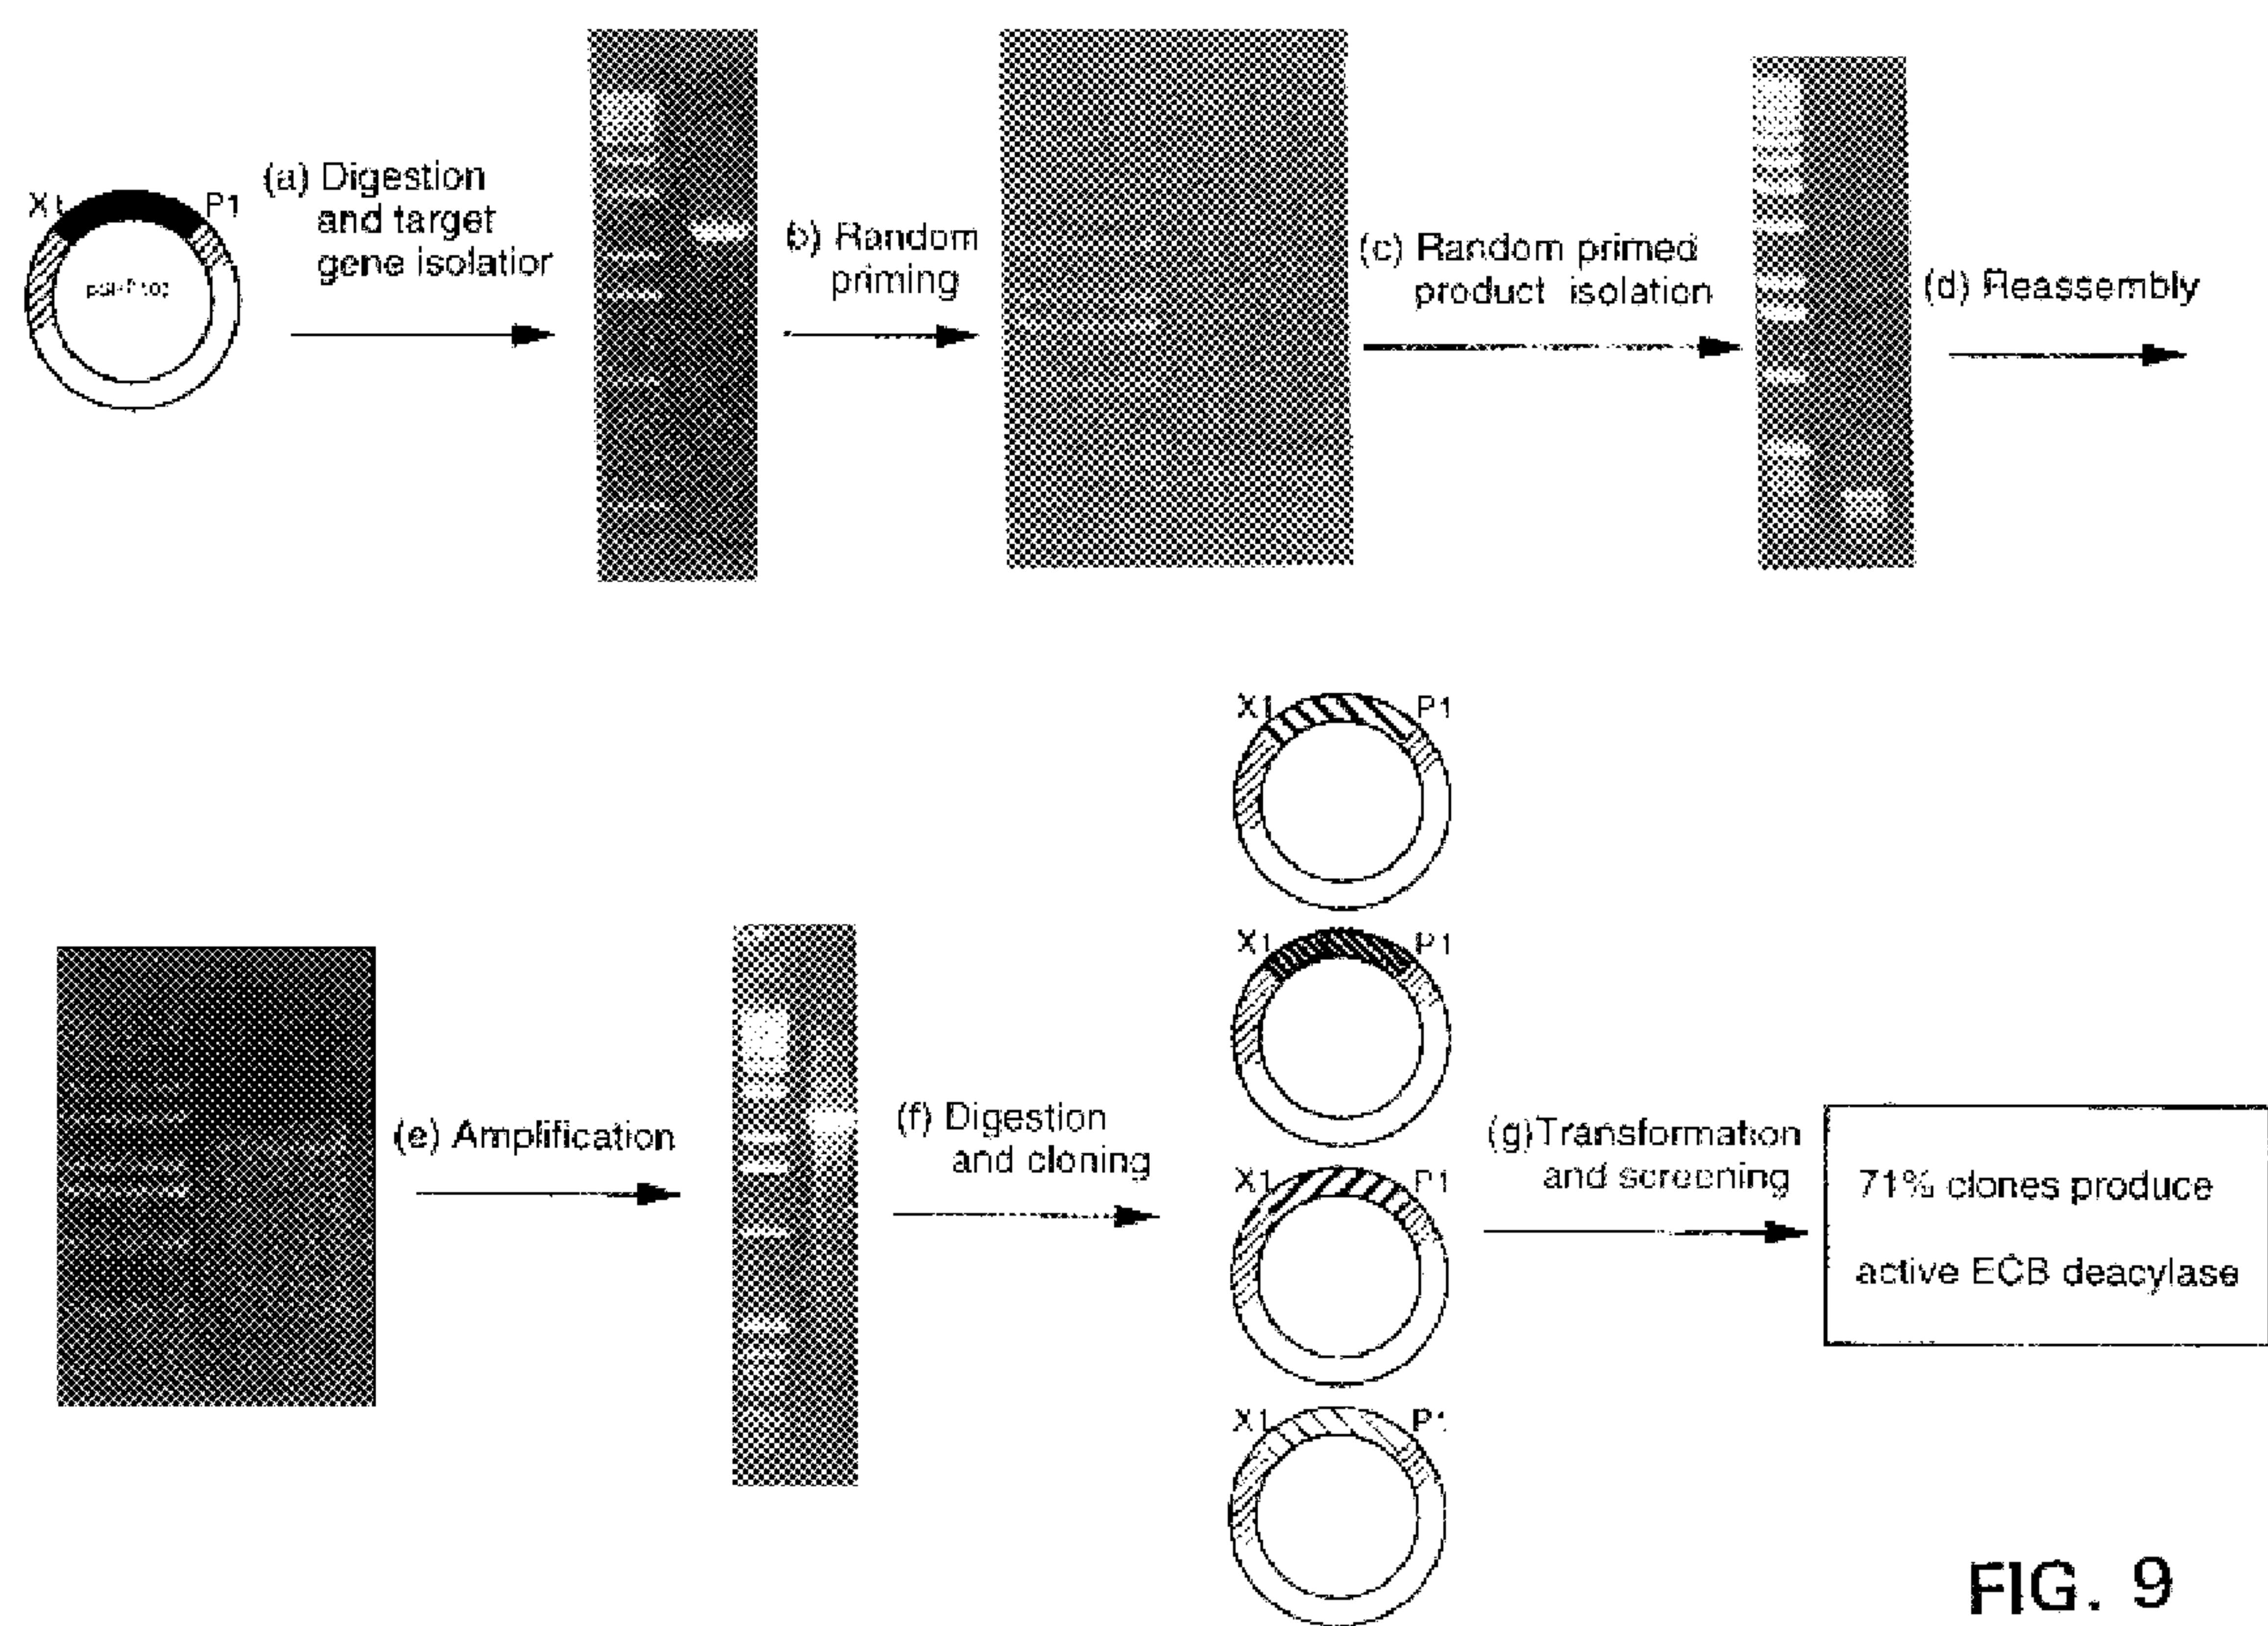 X1
P1
(a) Digestion
and target
gene isolation
b) Random
priming
(c) Random primed
product isolation
(d) Reassembly
X1
P1
X1
P1
(e) Amplification
(f) Digestion
and cloning
(g)Transformation
and screening
71% clones produce
active ECB deacylase
X1
P1
X1
P1
FIG. 9